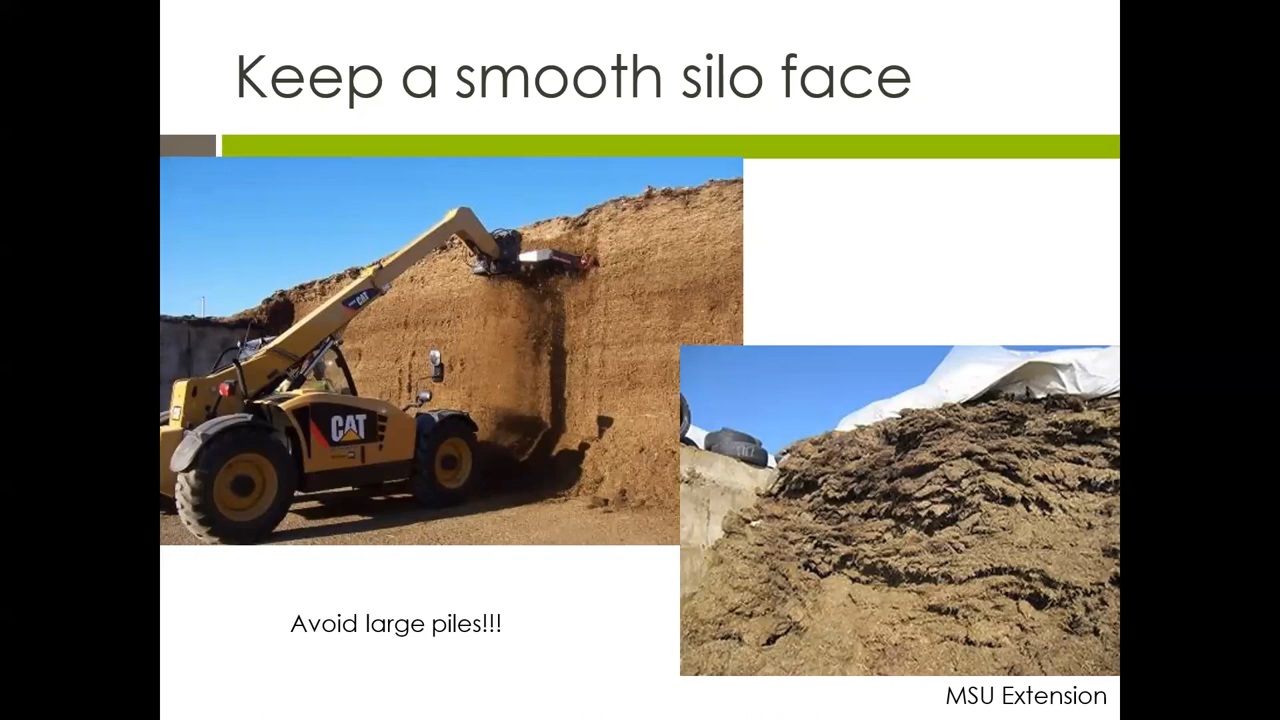 Keep a smooth silo face
CAT
CAT
Avoid large piles!!!
MSU Extension